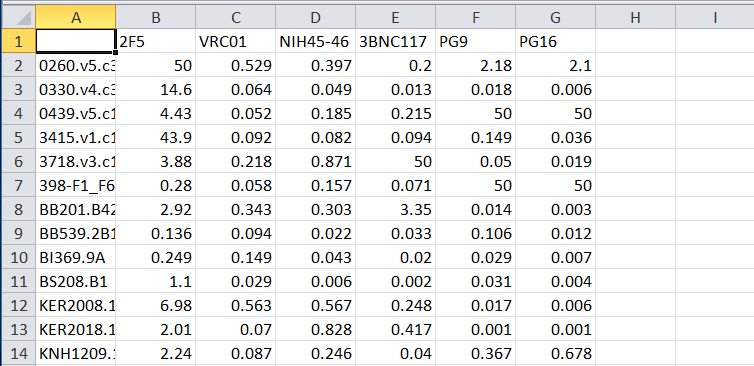 A B C D E F G H I
1 2F5 VRC01 NIH45-46 3BNC117 PG9 PG16
2 0260.v5.c3 50 0.529 0.397 0.2 2.18 2.1
3 0330.v4.c3 14.6 0.064 0.049 0.013 0.018 0.006
4 0439.v5.c1 4.43 0.052 0.185 0.215 50 50
5 3415.v1.c1 43.9 0.092 0.082 0.094 0.149 0.036
6 3718.v3.c1 3.88 0.218 0.871 50 0.05 0.019
7 398-F1_F6 0.28 0.058 0.157 0.071 50 50
8 BB201.B42 2.92 0.343 0.303 3.35 0.014 0.003
9 BB539.2B1 0.136 0.094 0.022 0.033 0.106 0.012
10 BI369.9A 0.249 0.149 0.043 0.02 0.029 0.007
11 BS208.B1 1.1 0.029 0.006 0.002 0.031 0.004
12 KER2008.1 6.98 0.563 0.567 0.248 0.017 0.006
13 KER2018.1 2.01 0.07 0.828 0.417 0.001 0.001
14 KNH1209.1 2.24 0.087 0.246 0.04 0.367 0.678